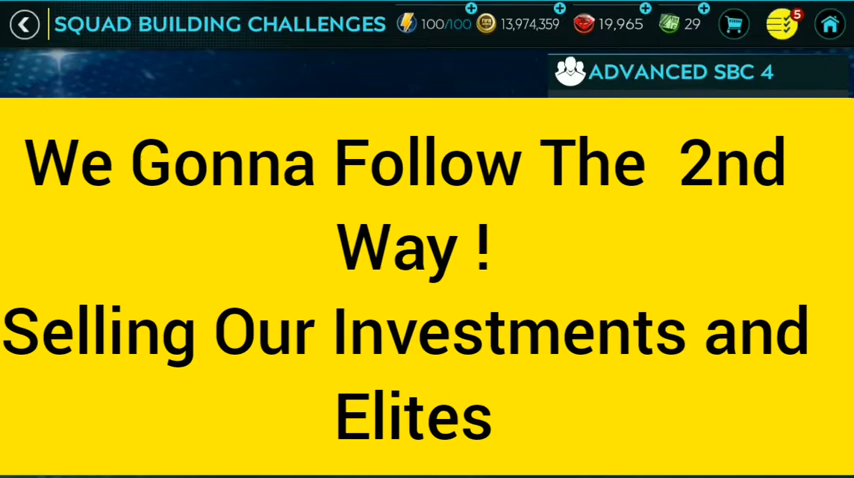 SQUAD BUILDING CHALLENGES 100/100 13,974,359 19,965 29 5
ADVANCED SBC 4
We Gonna Follow The 2nd
Way !
Selling Our Investments and
Elites